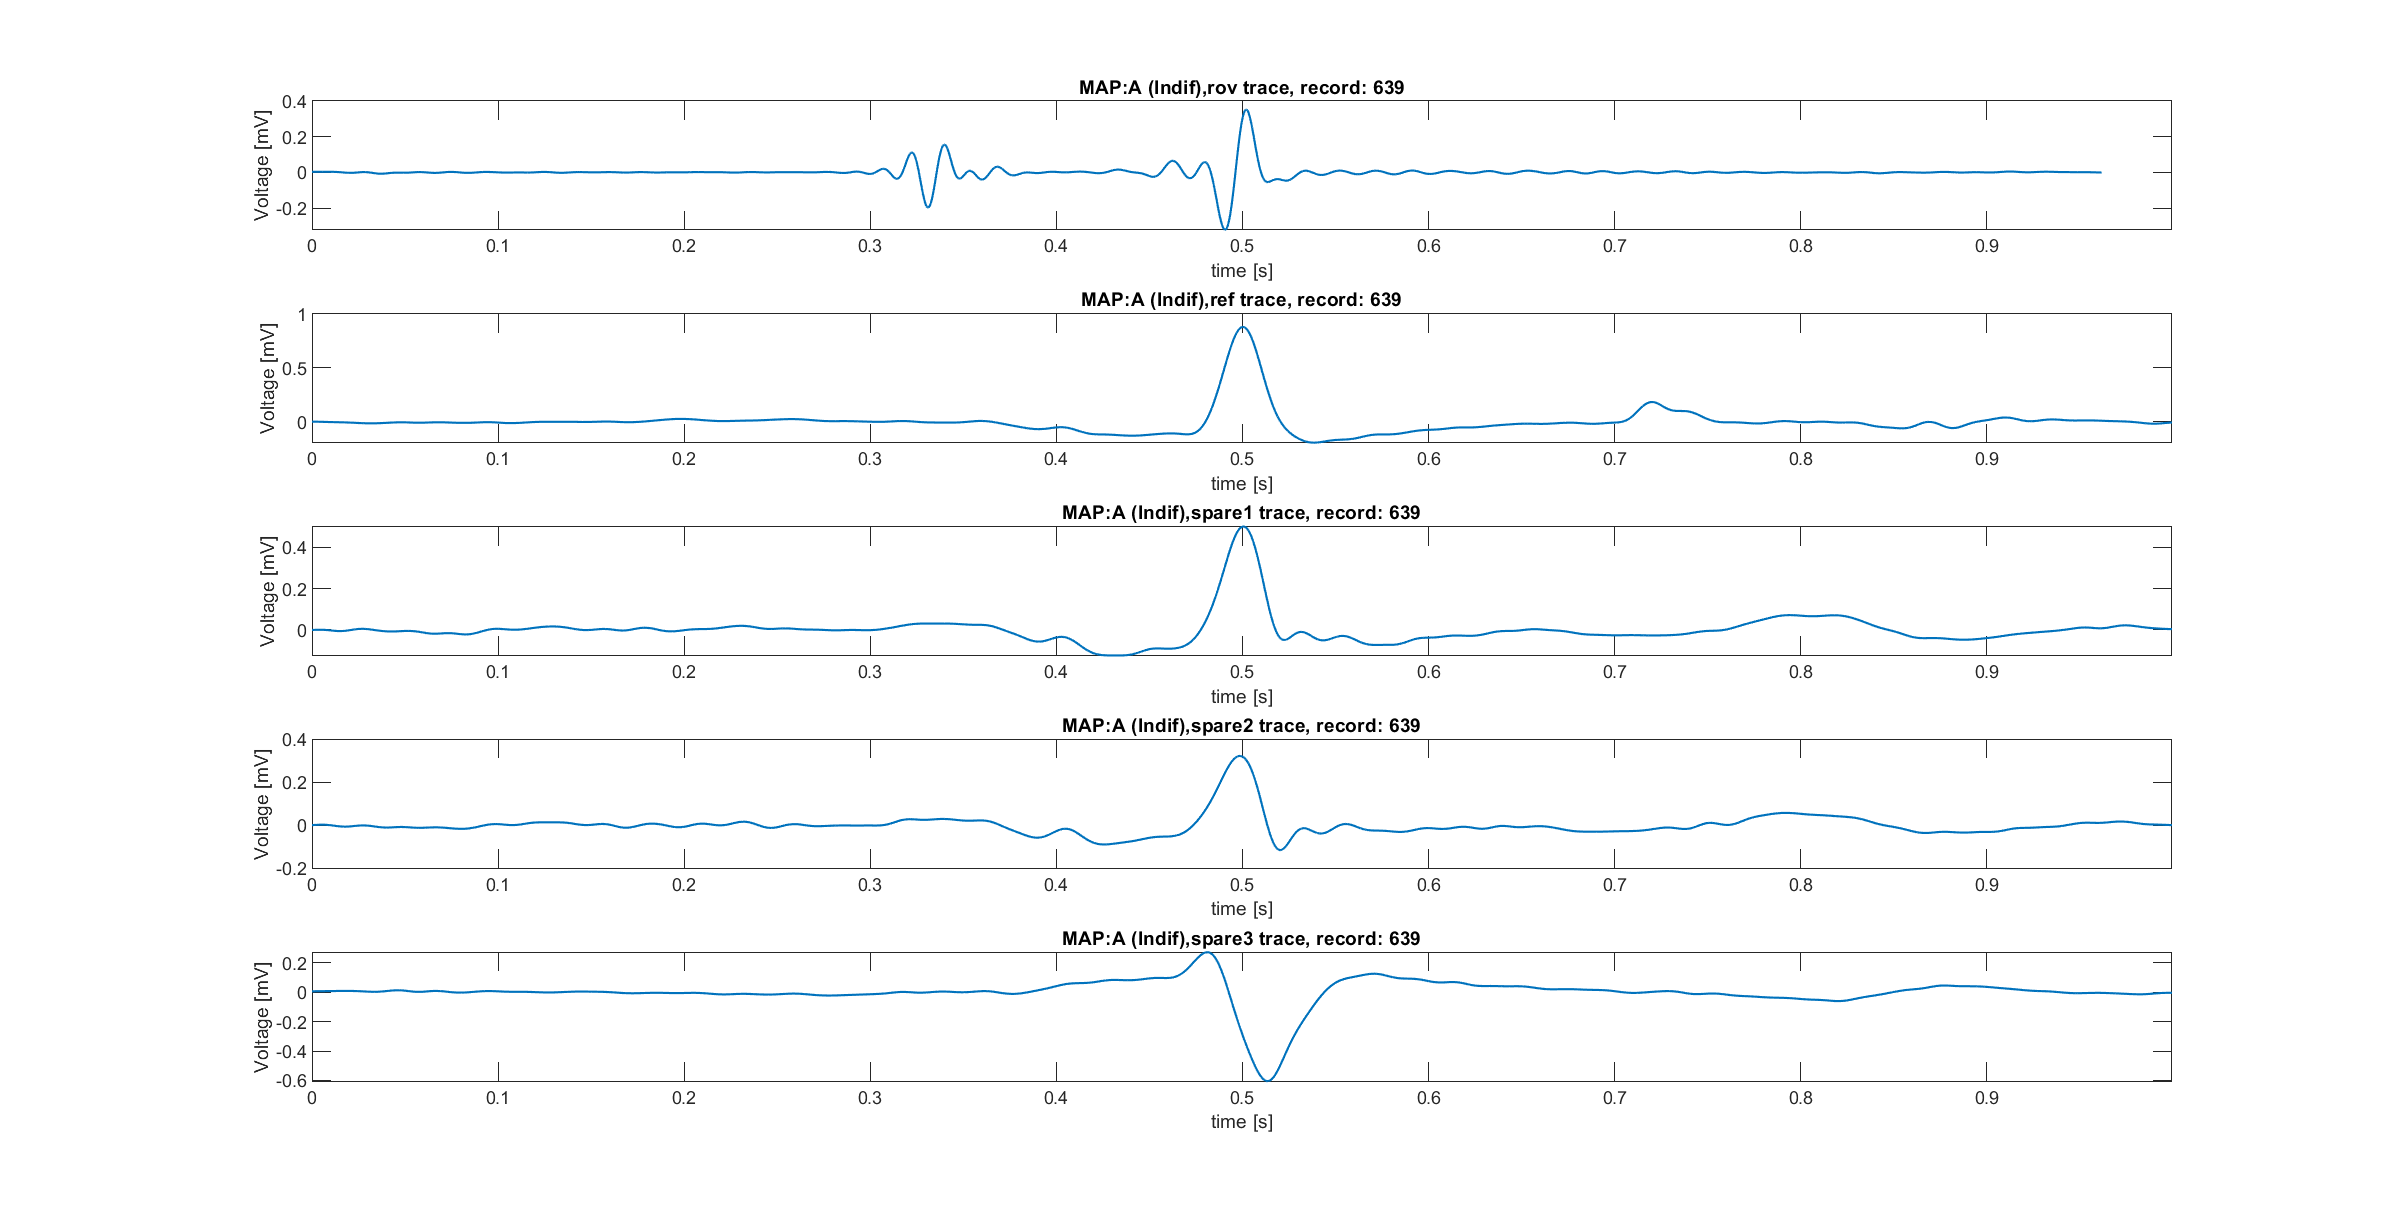 MAP:A (Indif),rov trace, record: 639
Voltage [mV]
0.4
0.2
0
-0.2
0 0.1 0.2 0.3 0.4 0.5 0.6 0.7 0.8 0.9
time [s]
MAP:A (Indif),ref trace, record: 639
Voltage [mV]
1
0.5
0
0 0.1 0.2 0.3 0.4 0.5 0.6 0.7 0.8 0.9
time [s]
MAP:A (Indif),spare1 trace, record: 639
Voltage [mV]
0.4
0.2
0
0 0.1 0.2 0.3 0.4 0.5 0.6 0.7 0.8 0.9
time [s]
MAP:A (Indif),spare2 trace, record: 639
Voltage [mV]
0.4
0.2
0
-0.2
0 0.1 0.2 0.3 0.4 0.5 0.6 0.7 0.8 0.9
time [s]
MAP:A (Indif),spare3 trace, record: 639
Voltage [mV]
0.2
0
-0.2
-0.4
-0.6
0 0.1 0.2 0.3 0.4 0.5 0.6 0.7 0.8 0.9
time [s]